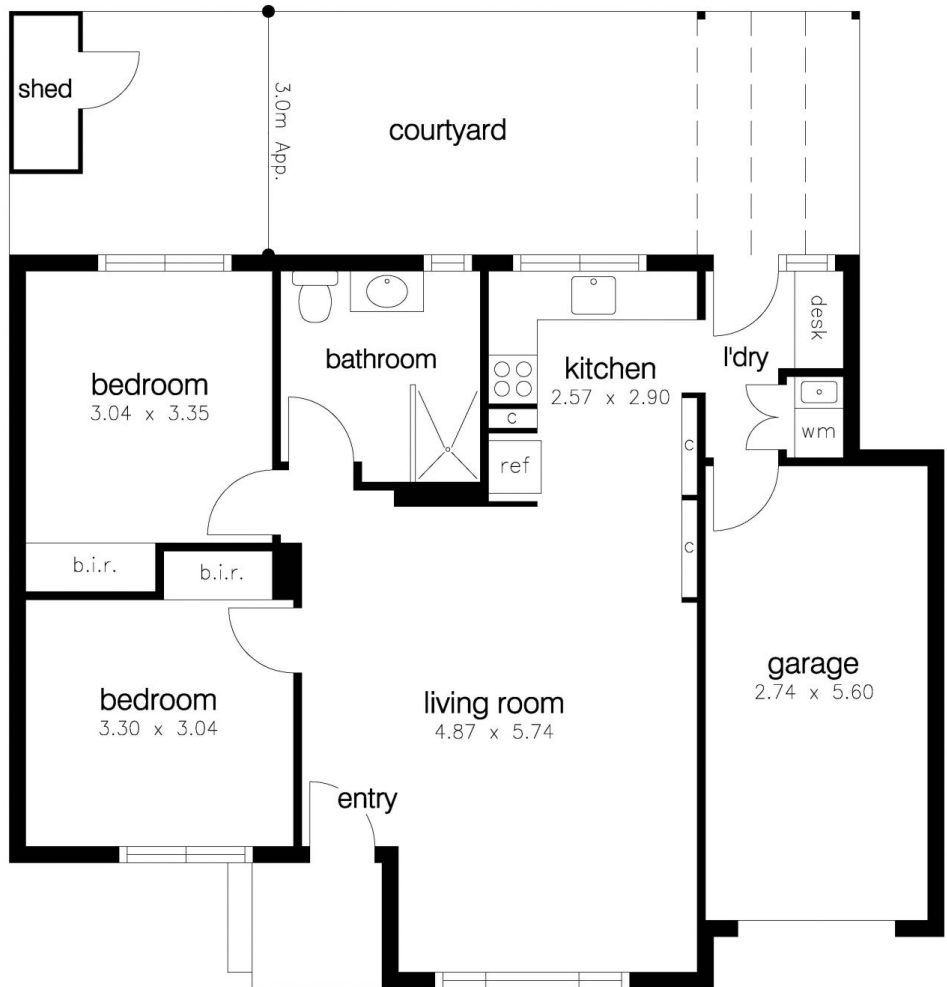 shed
3.0m App.
courtyard
desk
bathroom
l'dry
kitchen
2.57 x 2.90
bedroom
3.04 x 3.35
c
wm
c
ref
c
b.i.r.
b.i.r.
garage
2.74 x 5.60
bedroom
3.30 x 3.04
living room
4.87 x 5.74
entry